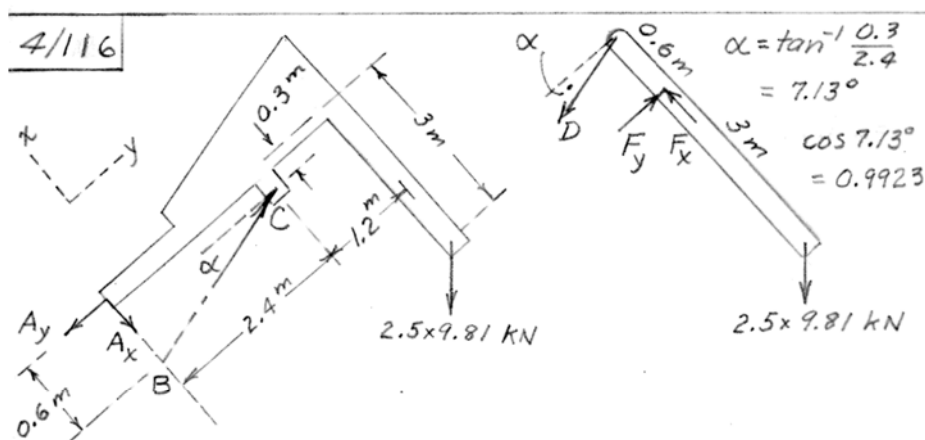 4/116
x
y
0.3 m
3 m
C
α
1.2 m
2.4 m
A_y
A_x
B
0.6 m
2.5 x 9.81 kN
α
0.6 m
D
F_y
F_x
3 m
2.5 x 9.81 kN
α = tan⁻¹ 0.3/2.4
= 7.13°
cos 7.13°
= 0.9923